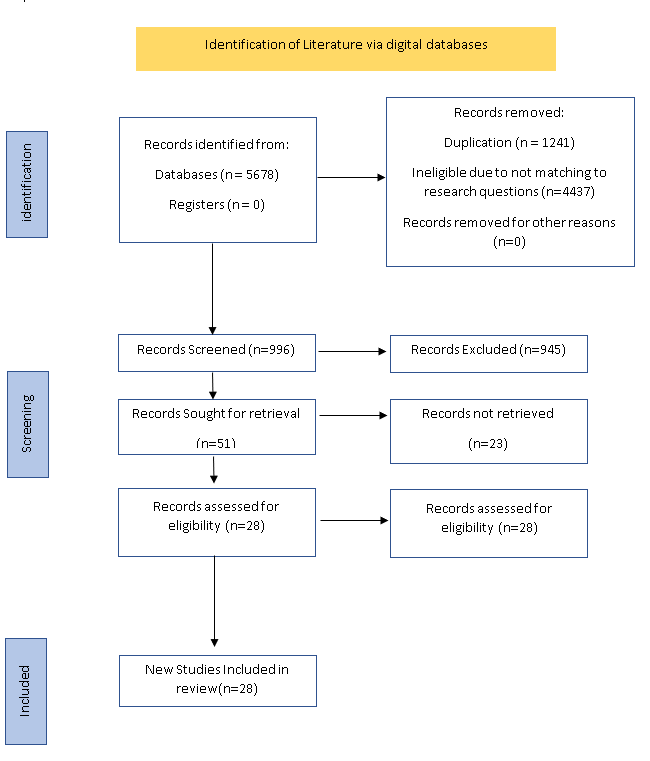 Identification of Literature via digital databases
identification
Records identified from:
Databases (n = 5678)
Registers (n = 0)
Records removed:
Duplication (n = 1241)
Ineligible due to not matching to
research questions (n=4437)
Records removed for other reasons
(n=0)
Screening
Records Screened (n=996)
Records Excluded (n=945)
Records Sought for retrieval
(n=51)
Records not retrieved
(n=23)
Records assessed for
eligibility (n=28)
Records assessed for
eligibility (n=28)
Included
New Studies Included in
review(n=28)